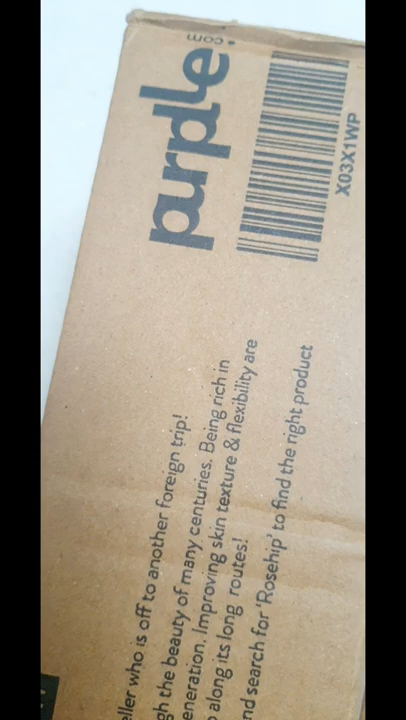 purplle
.com
X03X1WP
eller who is off to another foreign trip!
gh the beauty of many centuries. Being rich in
eneration. Improving skin texture & flexibility are
along its long routes!
nd search for 'Rosehip' to find the right product